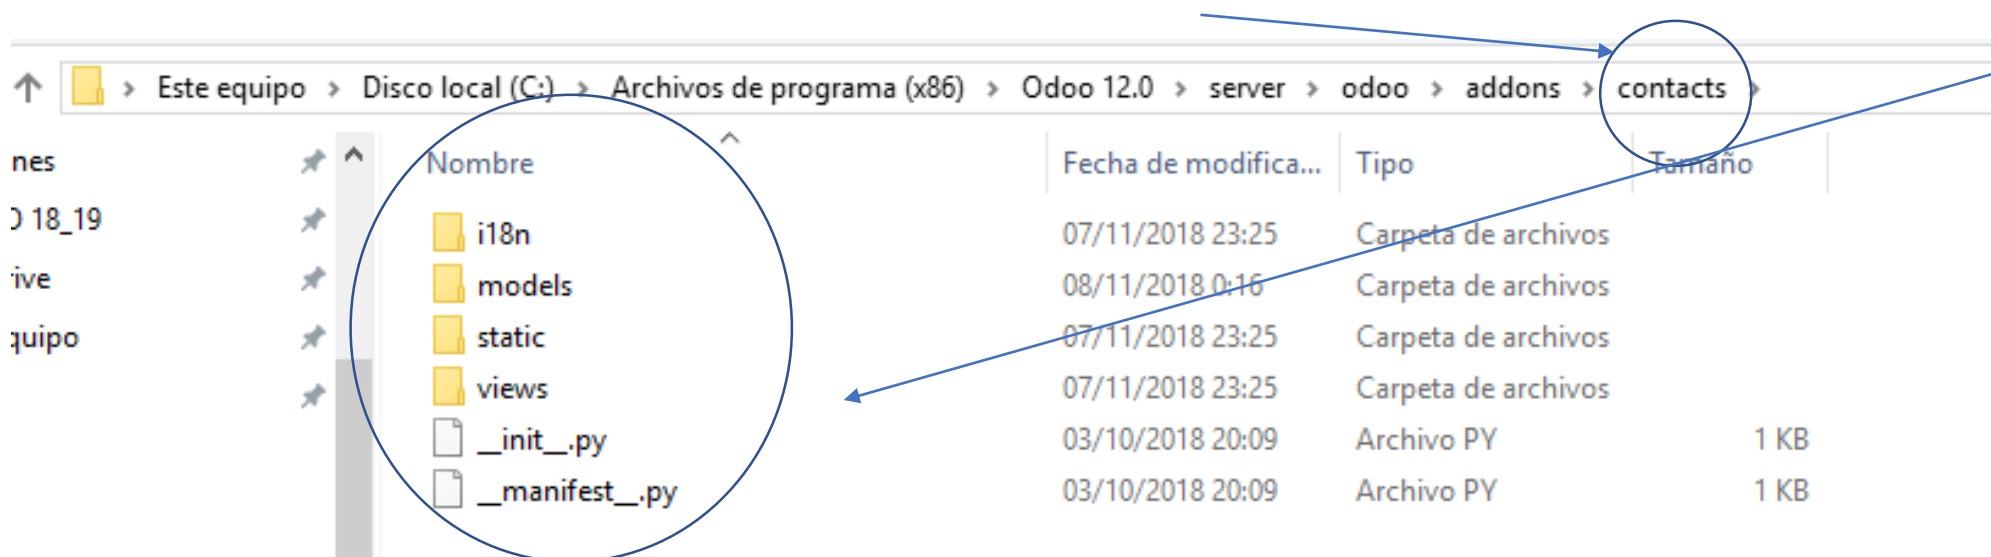 > Este equipo > Disco local (C:) > Archivos de programa (x86) > Odoo 12.0 > server > odoo > addons > contacts >
nes
Nombre Fecha de modifica... Tipo Tamaño
O 18_19
i18n 07/11/2018 23:25 Carpeta de archivos
rive
models 08/11/2018 0:16 Carpeta de archivos
quipo
static 07/11/2018 23:25 Carpeta de archivos
views 07/11/2018 23:25 Carpeta de archivos
__init__.py 03/10/2018 20:09 Archivo PY 1 KB
__manifest__.py 03/10/2018 20:09 Archivo PY 1 KB